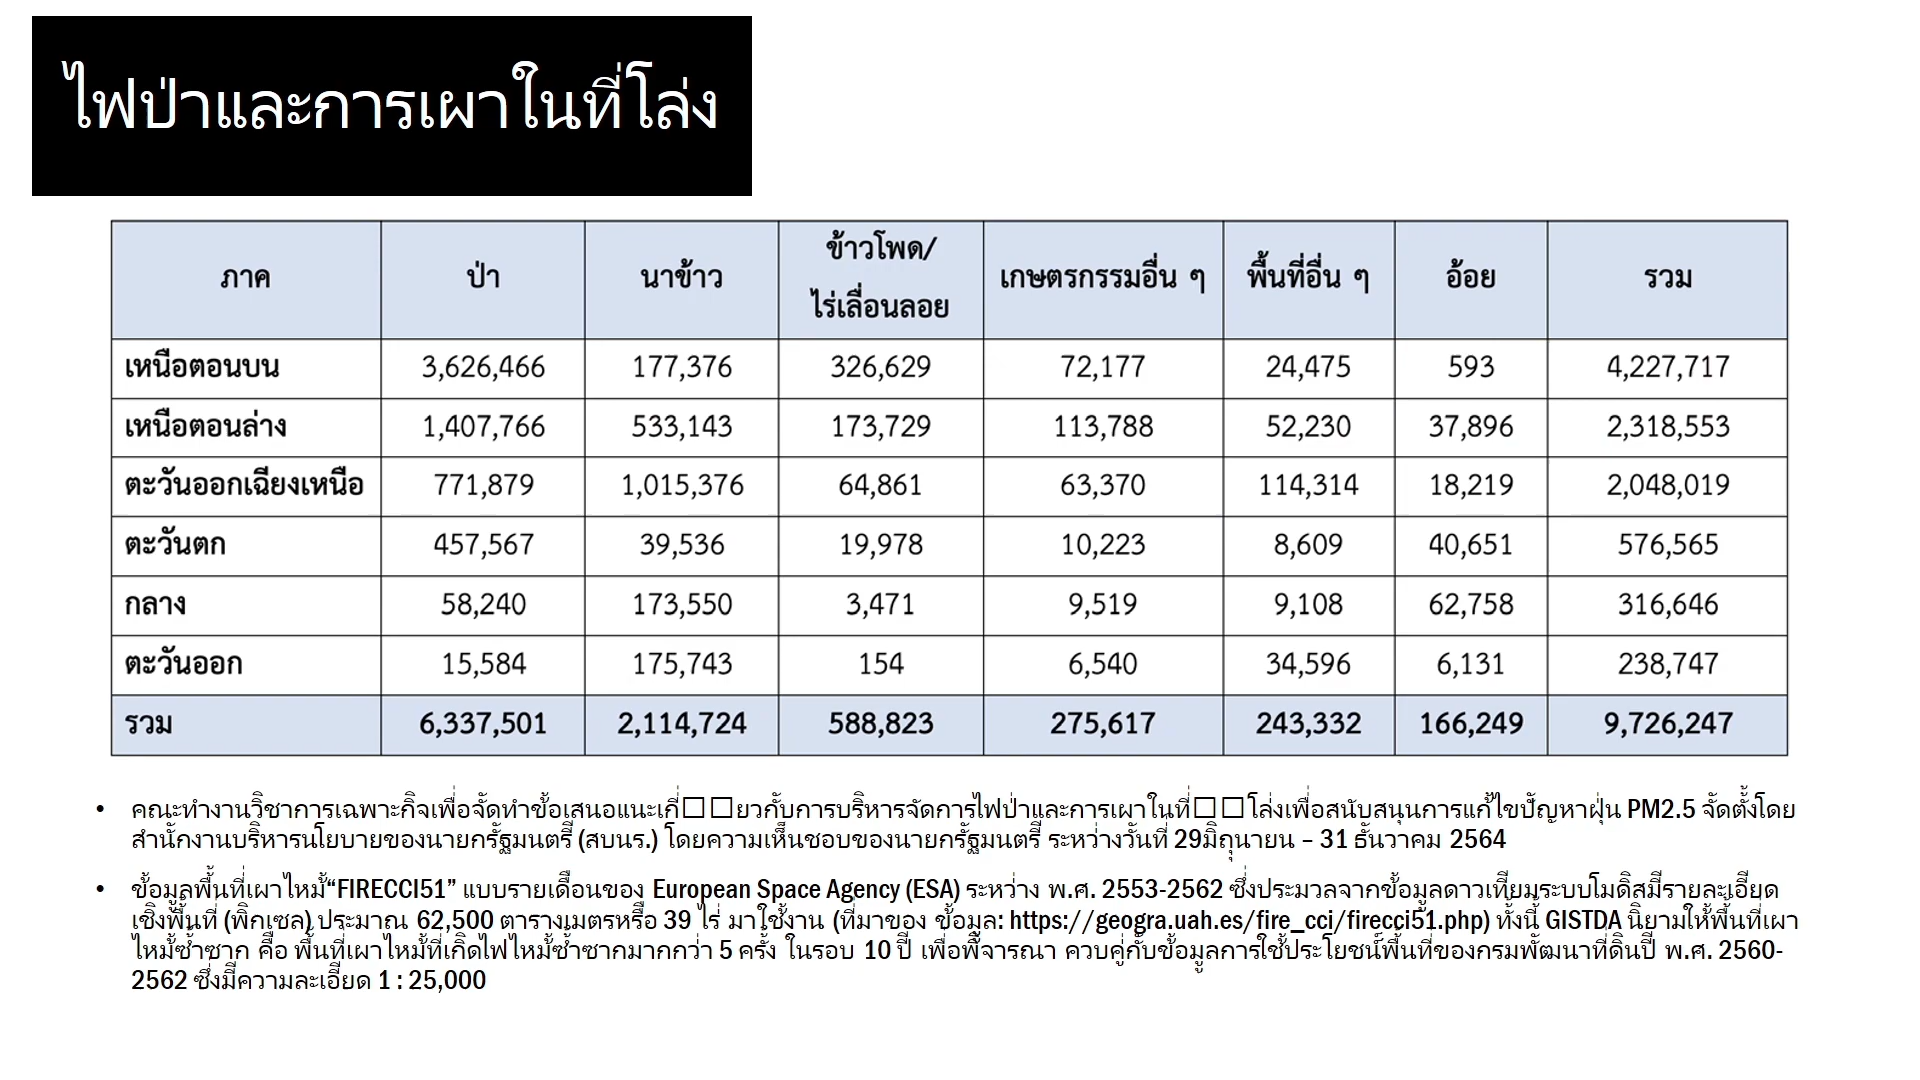 ไฟป่าและการเผาในที่โล่ง
ภาค ป่า นาข้าว ข้าวโพด/ไร่เลื่อนลอย เกษตรกรรมอื่น ๆ พื้นที่อื่น ๆ อ้อย รวม
เหนือตอนบน 3,626,466 177,376 326,629 72,177 24,475 593 4,227,717
เหนือตอนล่าง 1,407,766 533,143 173,729 113,788 52,230 37,896 2,318,553
ตะวันออกเฉียงเหนือ 771,879 1,015,376 64,861 63,370 114,314 18,219 2,048,019
ตะวันตก 457,567 39,536 19,978 10,223 8,609 40,651 576,565
กลาง 58,240 173,550 3,471 9,519 9,108 62,758 316,646
ตะวันออก 15,584 175,743 154 6,540 34,596 6,131 238,747
รวม 6,337,501 2,114,724 588,823 275,617 243,332 166,249 9,726,247
• คณะทำงานวิชาการเฉพาะกิจเพื่อจัดทำข้อเสนอแนะเกี่□□ยวกับการบริหารจัดการไฟป่าและการเผาในที่□□โล่งเพื่อสนับสนุนการแก้ไขปัญหาฝุ่น PM2.5 จัดตั้งโดย
สำนักงานบริหารนโยบายของนายกรัฐมนตรี (สบนร.) โดยความเห็นชอบของนายกรัฐมนตรี ระหว่างวันที่ 29มิถุนายน – 31 ธันวาคม 2564
• ข้อมูลพื้นที่เผาไหม้“FIRECCI51” แบบรายเดือนของ European Space Agency (ESA) ระหว่าง พ.ศ. 2553-2562 ซึ่งประมวลจากข้อมูลดาวเทียมระบบโมดิสมีรายละเอียด
เชิงพื้นที่ (พิกเซล) ประมาณ 62,500 ตารางเมตรหรือ 39 ไร่ มาใช้งาน (ที่มาของ ข้อมูล: https://geogra.uah.es/fire_cci/firecci51.php) ทั้งนี้ GISTDA นิยามให้พื้นที่เผา
ไหม้ซ้ำซาก คือ พื้นที่เผาไหม้ที่เกิดไฟไหม้ซ้ำซากมากกว่า 5 ครั้ง ในรอบ 10 ปี เพื่อพิจารณา ควบคู่กับข้อมูลการใช้ประโยชน์พื้นที่ของกรมพัฒนาที่ดินปี พ.ศ. 2560-
2562 ซึ่งมีความละเอียด 1 : 25,000